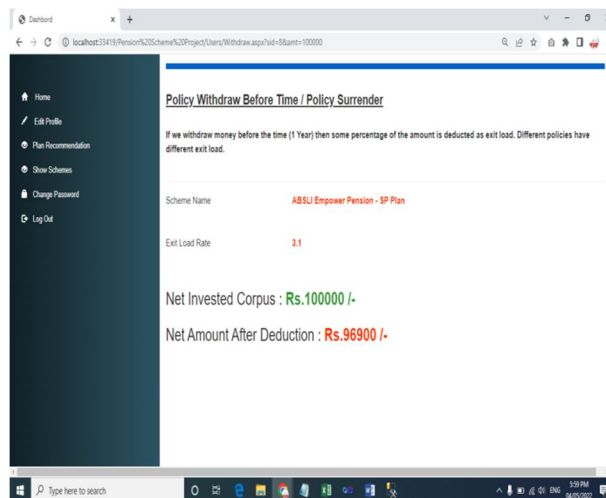 Dashbord
localhost:33419/Pension%20Scheme%20Project/Users/Withdraw.aspx?sid=8&amt=100000
Home
Edit Profile
Plan Recommendation
Show Schemes
Change Password
Log Out
Policy Withdraw Before Time / Policy Surrender
If we withdraw money before the time (1 Year) then some percentage of the amount is deducted as exit load. Different policies have
different exit load.
Scheme Name ABSLI Empower Pension - SP Plan
Exit Load Rate 3.1
Net Invested Corpus : Rs.100000 /-
Net Amount After Deduction : Rs.96900 /-
Type here to search
ENG
5:59 PM
04/05/2022